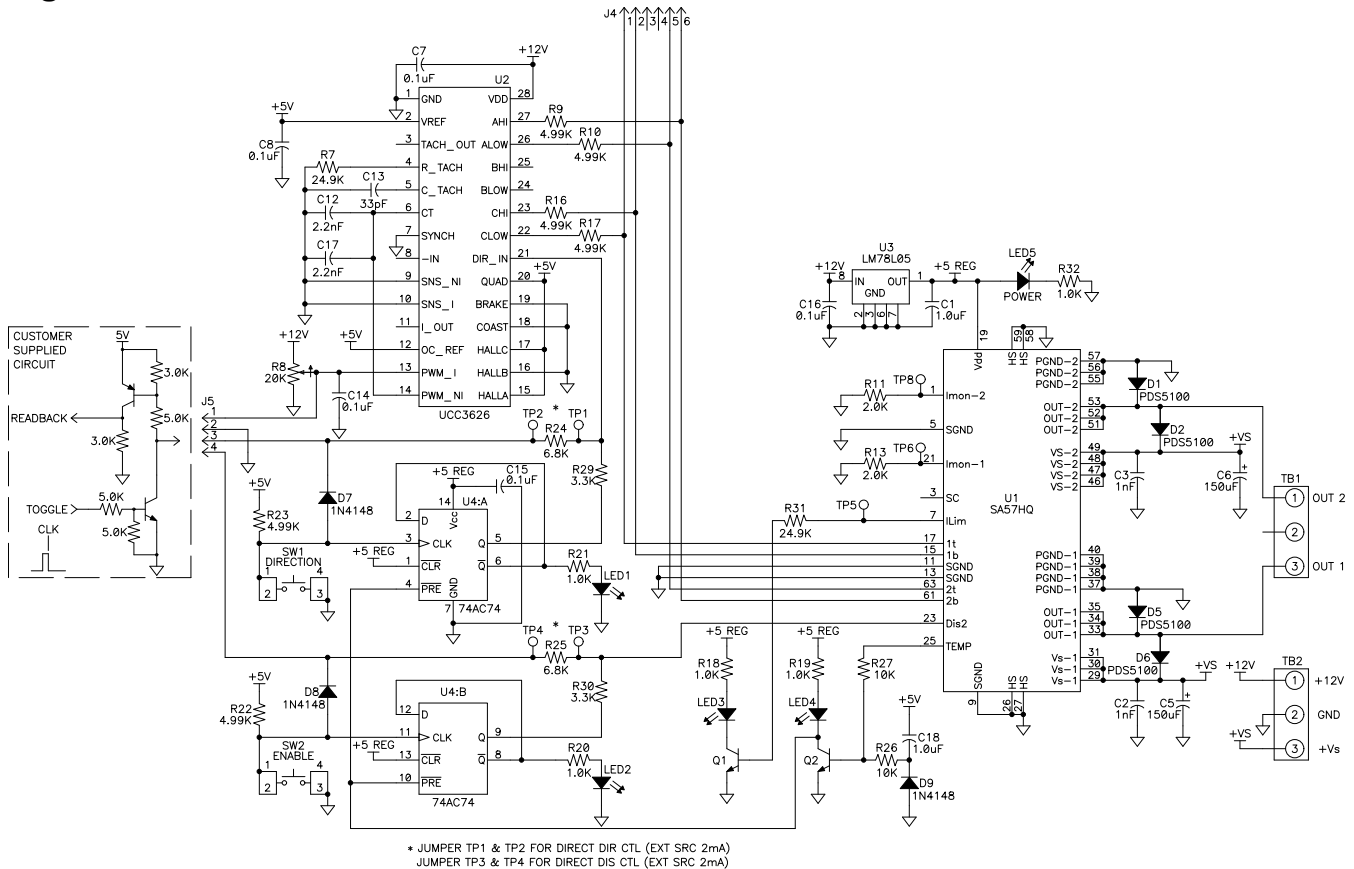 J4
1 2 3 4 5 6
C7
0.1uF
+12V
U2
1 GND
VDD 28
2 VREF
AHI 27
3 TACH_OUT
ALOW 26
4 R_TACH
BHI 25
5 C_TACH
BLOW 24
6 CT
CHI 23
7 SYNCH
CLOW 22
8 -IN
DIR_IN 21
9 SNS_NI
QUAD 20
10 SNS_I
BRAKE 19
11 I_OUT
COAST 18
12 OC_REF
HALLC 17
13 PWM_I
HALLB 16
14 PWM_NI
HALLA 15
UCC3626
+5V
C8
0.1uF
R7
24.9K
C13
33pF
C12
2.2nF
C17
2.2nF
R9
4.99K
R10
4.99K
R16
4.99K
R17
4.99K
+5V
+12V
R8
20K
+5V
C14
0.1uF
CUSTOMER
SUPPLIED
CIRCUIT
5V
3.0K
READBACK
5.0K
3.0K
TOGGLE
5.0K
5.0K
CLK
J5
1
2
3
4
TP2
*
TP1
R24
6.8K
R29
3.3K
+5 REG
C15
0.1uF
D7
1N4148
+5V
R23
4.99K
SW1
DIRECTION
1 4
2 3
U4:A
14
Vcc
2 D
3 CLK
Q 5
1 CLR
Q 6
4 PRE
GND
7
74AC74
+5 REG
R21
1.0K
LED1
TP4
*
TP3
R25
6.8K
R30
3.3K
D8
1N4148
+5V
R22
4.99K
SW2
ENABLE
1 4
2 3
U4:B
12 D
11 CLK
Q 9
13 CLR
Q 8
10 PRE
74AC74
+5 REG
R20
1.0K
LED2
U3
LM78L05
+12V
8 IN
OUT 1
GND
2 3 6 7
C16
0.1uF
C1
1.0uF
+5 REG
LED5
POWER
R32
1.0K
19
Vdd
59 58
HS HS
R11
2.0K
TP8
1 Imon-2
5 SGND
R13
2.0K
TP6
21 Imon-1
3 SC
R31
24.9K
TP5
7 ILim
17 1t
15 1b
11 SGND
13 SGND
63 2t
61 2b
23 Dis2
25 TEMP
U1
SA57HQ
SGND
9
HS HS
26 27
PGND-2 57
PGND-2 56
PGND-2 55
OUT-2 53
OUT-2 52
OUT-2 51
VS-2 49
VS-2 48
VS-2 47
VS-2 46
PGND-1 40
PGND-1 39
PGND-1 38
PGND-1 37
OUT-1 35
OUT-1 34
OUT-1 33
Vs-1 31
Vs-1 30
Vs-1 29
D1
PDS5100
D2
PDS5100
+VS
C3
1nF
C6
150uF
+
TB1
1 OUT 2
2
3 OUT 1
D5
PDS5100
D6
PDS5100
+VS
C2
1nF
C5
150uF
+
TB2
+12V
1 +12V
2 GND
+VS
3 +Vs
+5 REG
R18
1.0K
LED3
Q1
+5 REG
R19
1.0K
LED4
Q2
R27
10K
R26
10K
+5V
C18
1.0uF
D9
1N4148
* JUMPER TP1 & TP2 FOR DIRECT DIR CTL (EXT SRC 2mA)
JUMPER TP3 & TP4 FOR DIRECT DIS CTL (EXT SRC 2mA)